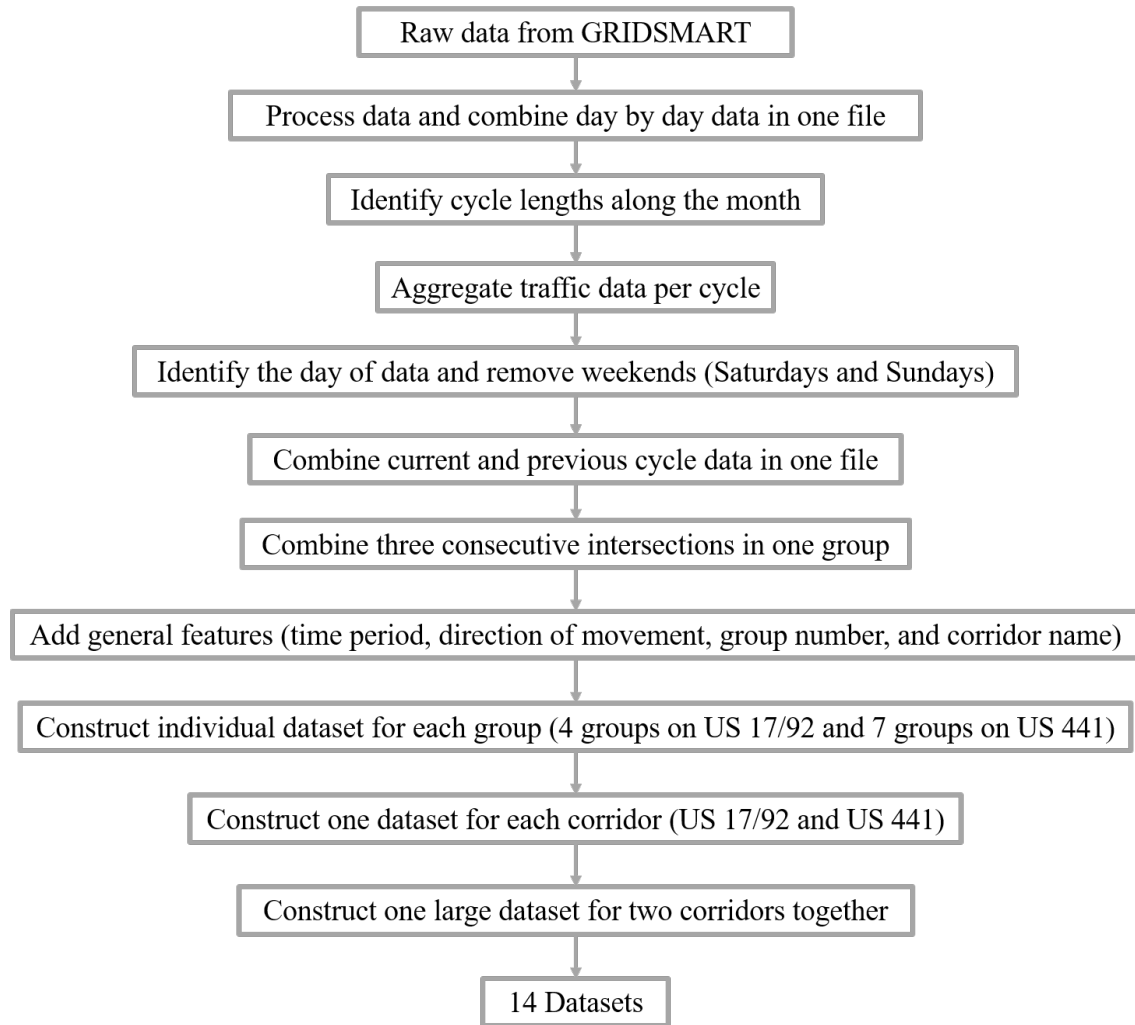 Raw data from GRIDSMART
Process data and combine day by day data in one file
Identify cycle lengths along the month
Aggregate traffic data per cycle
Identify the day of data and remove weekends (Saturdays and Sundays)
Combine current and previous cycle data in one file
Combine three consecutive intersections in one group
Add general features (time period, direction of movement, group number, and corridor name)
Construct individual dataset for each group (4 groups on US 17/92 and 7 groups on US 441)
Construct one dataset for each corridor (US 17/92 and US 441)
Construct one large dataset for two corridors together
14 Datasets